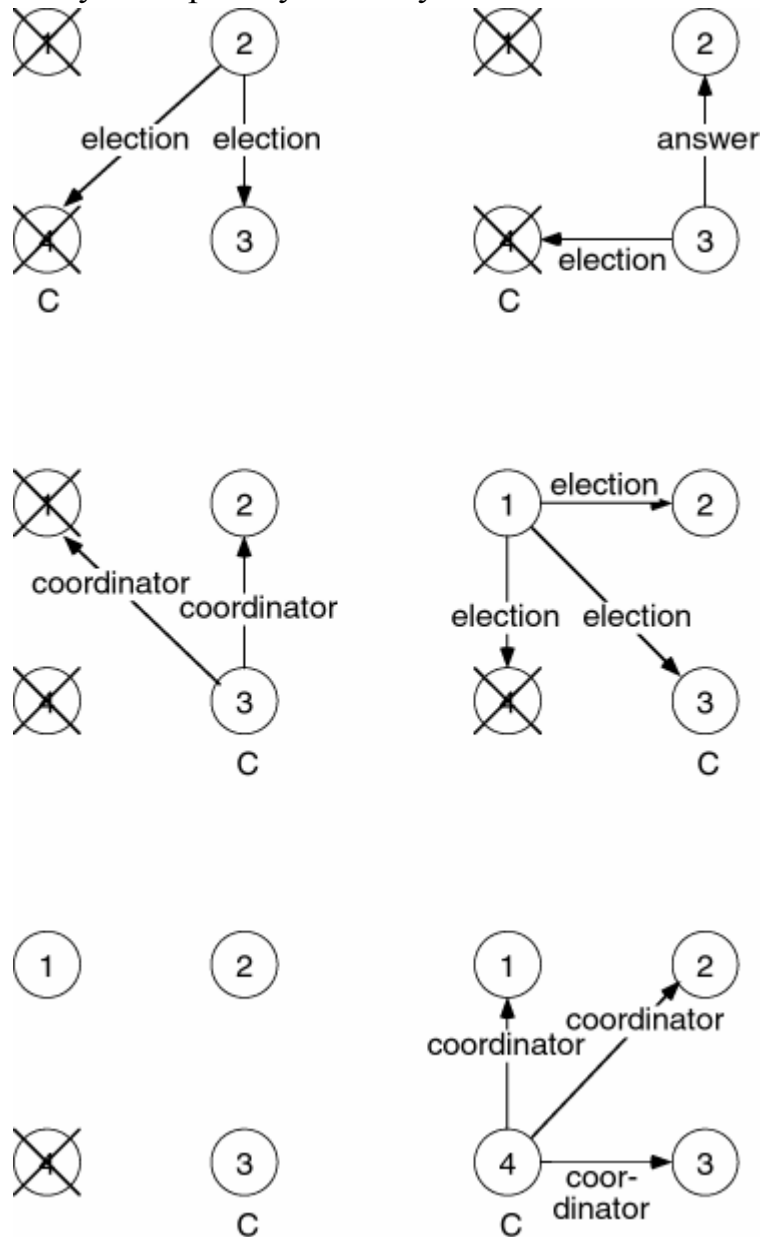 1 2 1 2
election election answer
4 3 4 3
election
C C
1 2 1 election 2
coordinator
coordinator election election
4 3 4 3
C C
1 2 1 2
coordinator
coordinator
4 3 4 3
coor-
dinator
C C